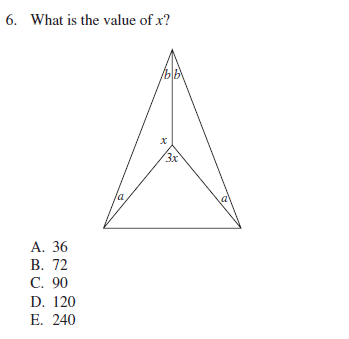 6. What is the value of x?
b b
x
3x
a a
A. 36
B. 72
C. 90
D. 120
E. 240